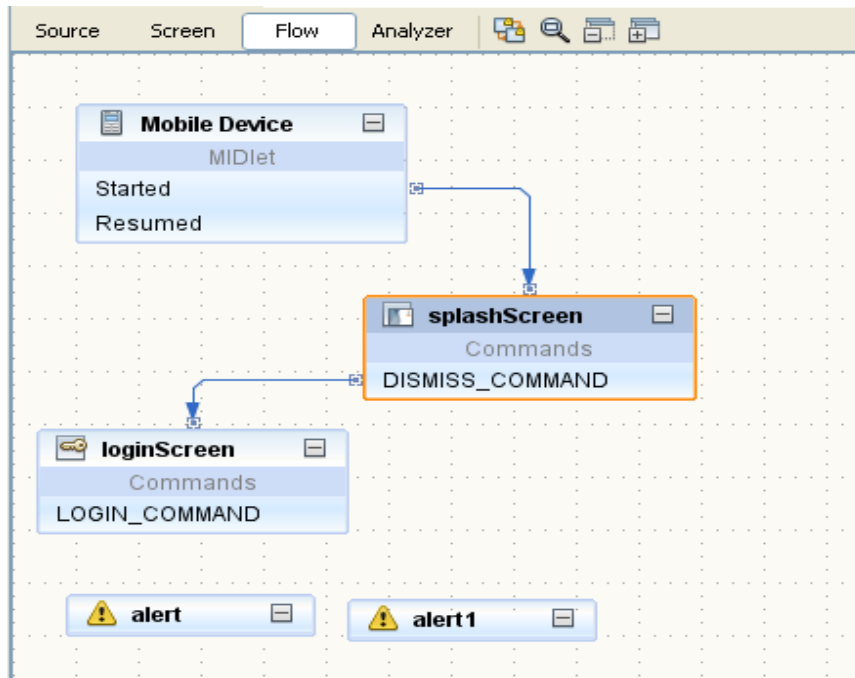 Source Screen Flow Analyzer
Mobile Device
MIDlet
Started
Resumed
splashScreen
Commands
DISMISS_COMMAND
loginScreen
Commands
LOGIN_COMMAND
alert
alert1